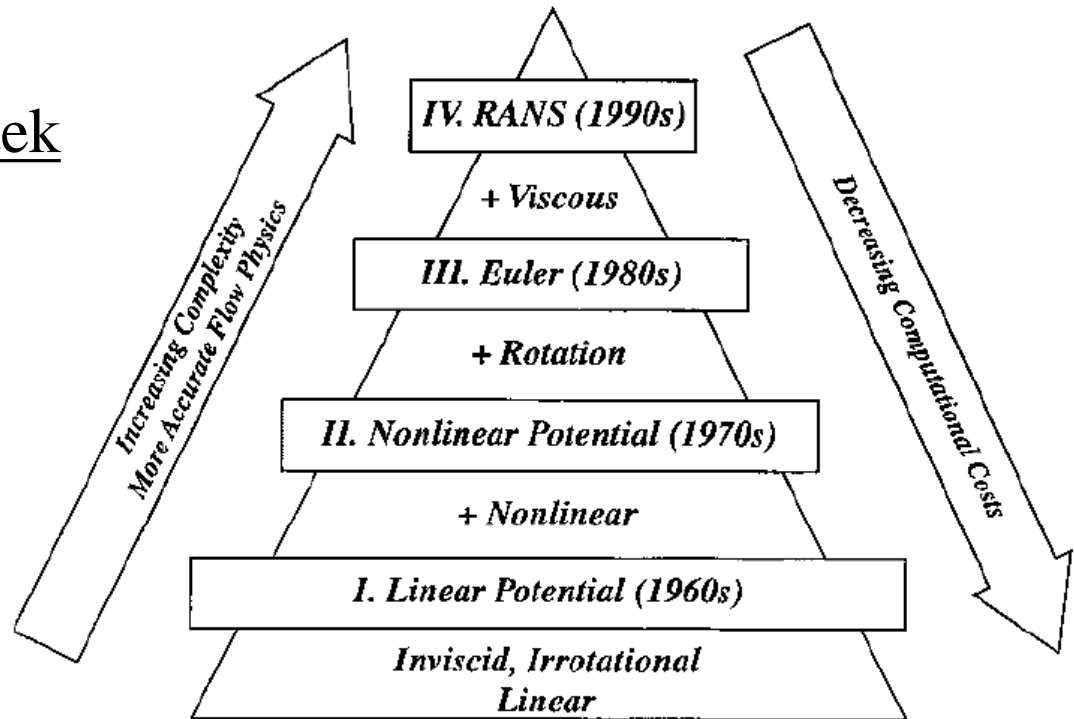 ek
IV. RANS (1990s)
+ Viscous
III. Euler (1980s)
+ Rotation
II. Nonlinear Potential (1970s)
+ Nonlinear
I. Linear Potential (1960s)
Inviscid, Irrotational
Linear
Increasing Complexity
More Accurate Flow Physics
Decreasing Computational Costs